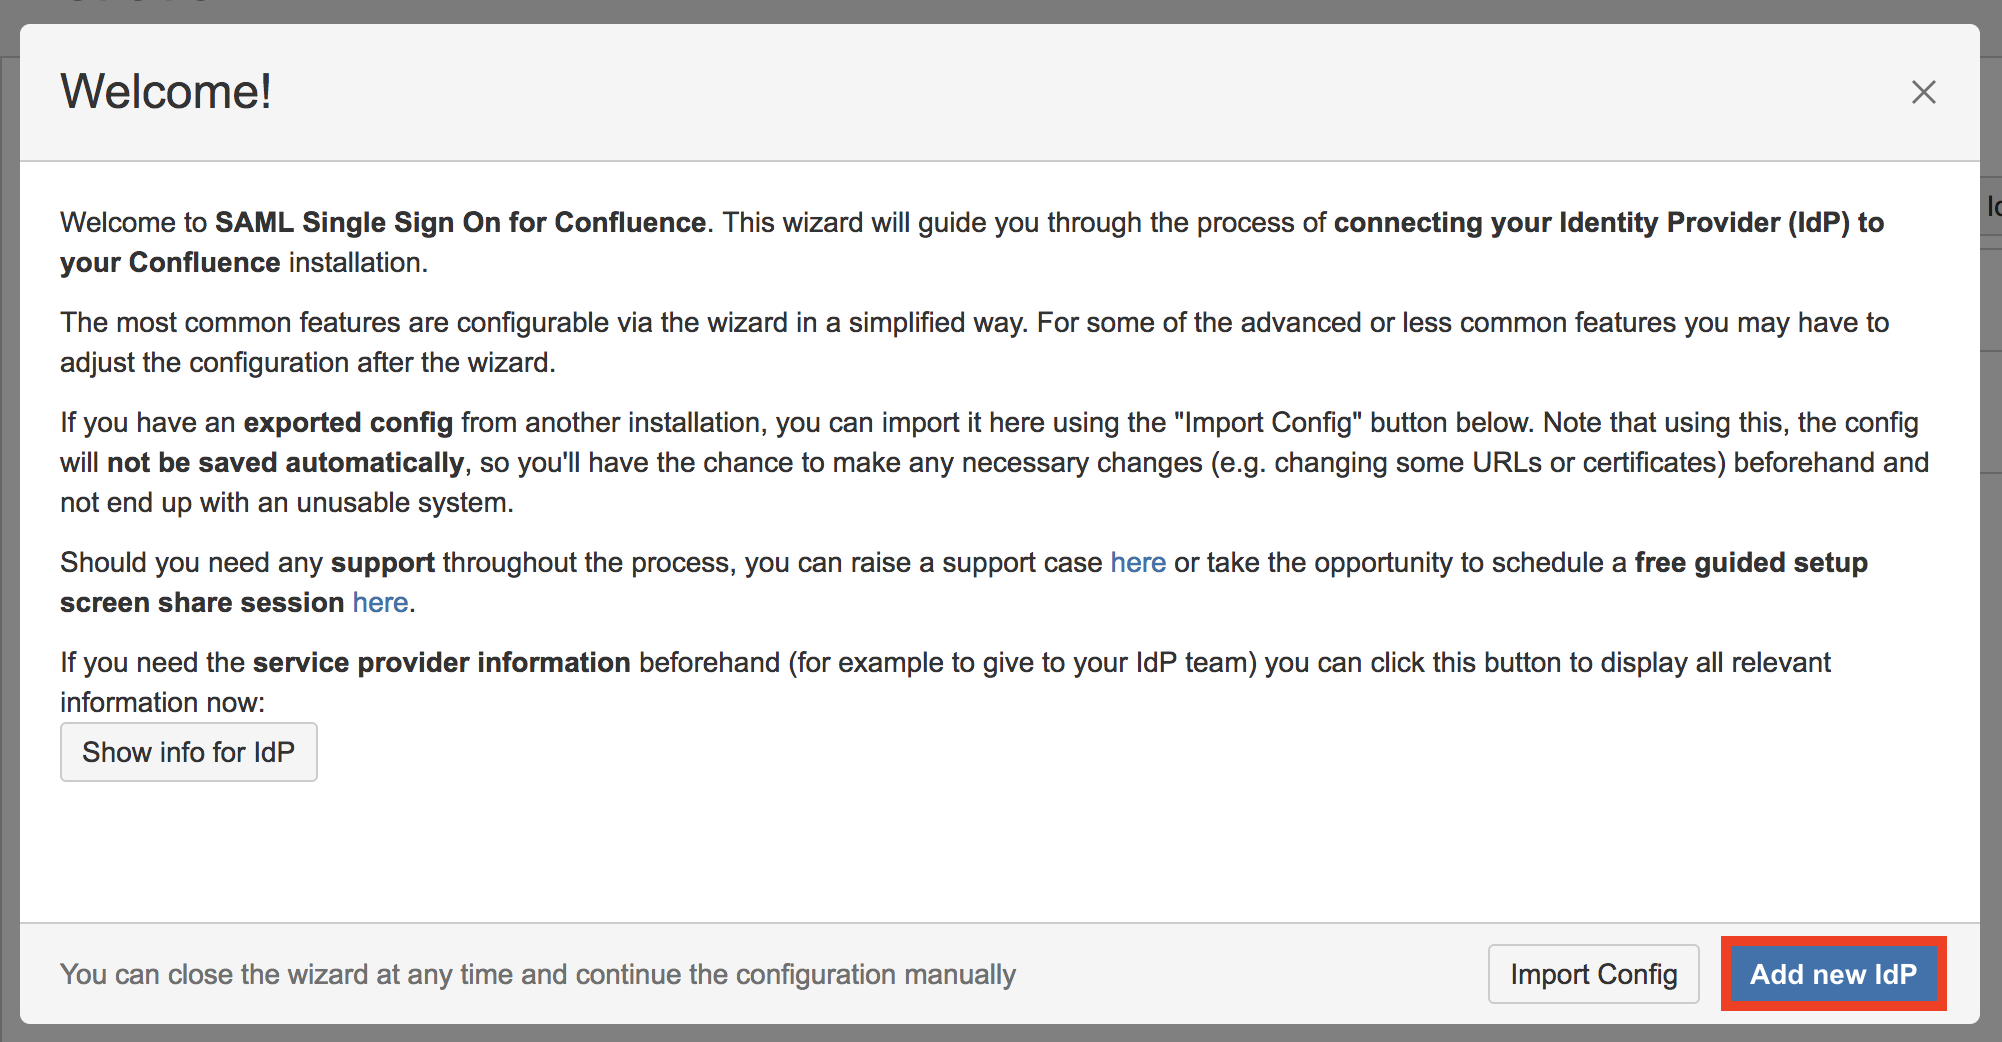 Welcome!
Welcome to SAML Single Sign On for Confluence. This wizard will guide you through the process of connecting your Identity Provider (IdP) to
your Confluence installation.
The most common features are configurable via the wizard in a simplified way. For some of the advanced or less common features you may have to
adjust the configuration after the wizard.
If you have an exported config from another installation, you can import it here using the "Import Config" button below. Note that using this, the config
will not be saved automatically, so you'll have the chance to make any necessary changes (e.g. changing some URLs or certificates) beforehand and
not end up with an unusable system.
Should you need any support throughout the process, you can raise a support case here or take the opportunity to schedule a free guided setup
screen share session here.
If you need the service provider information beforehand (for example to give to your IdP team) you can click this button to display all relevant
information now:
Show info for IdP
You can close the wizard at any time and continue the configuration manually
Import Config
Add new IdP